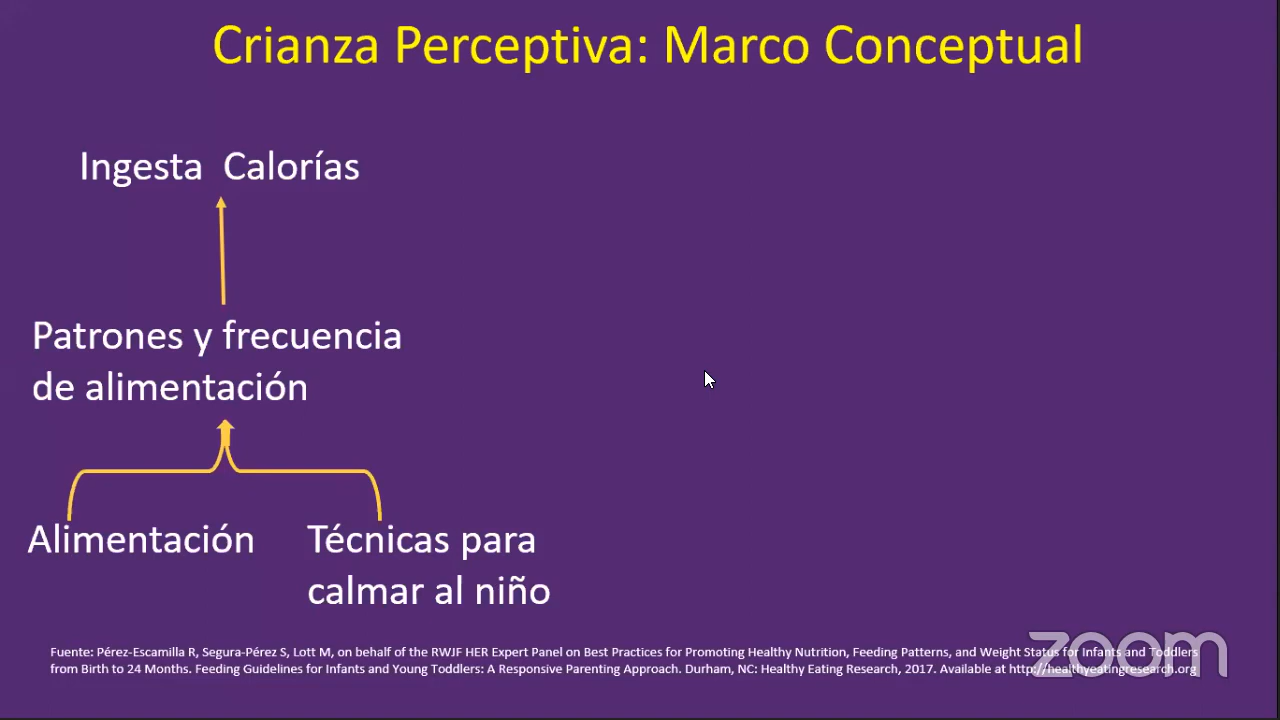 Crianza Perceptiva: Marco Conceptual
Ingesta Calorías
Patrones y frecuencia
de alimentación
Alimentación
Técnicas para
calmar al niño
Fuente: Pérez-Escamilla R, Segura-Pérez S, Lott M, on behalf of the RWJF HER Expert Panel on Best Practices for Promoting Healthy Nutrition, Feeding Patterns, and Weight Status for Infants and Toddlers
from Birth to 24 Months. Feeding Guidelines for Infants and Young Toddlers: A Responsive Parenting Approach. Durham, NC: Healthy Eating Research, 2017. Available at http://healthyeatingresearch.org
zoom